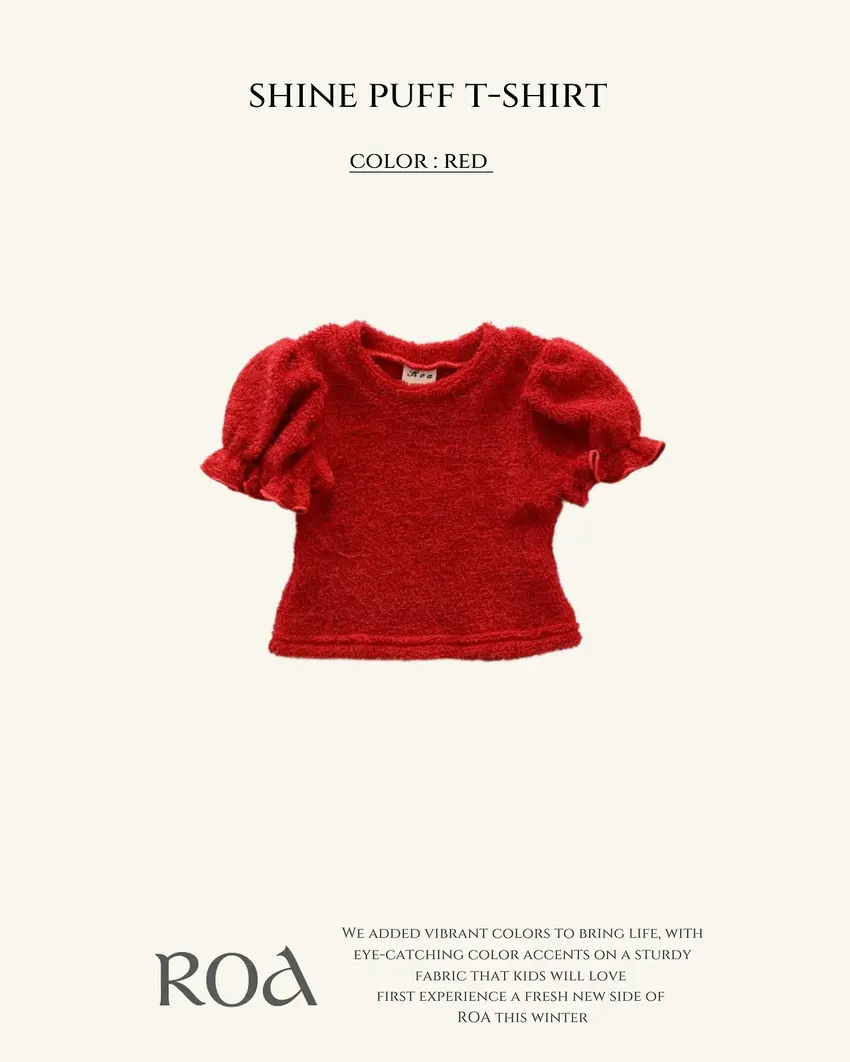 SHINE PUFF T-SHIRT
COLOR : RED
Roa
ROA
WE ADDED VIBRANT COLORS TO BRING LIFE, WITH
EYE-CATCHING COLOR ACCENTS ON A STURDY
FABRIC THAT KIDS WILL LOVE
FIRST EXPERIENCE A FRESH NEW SIDE OF
ROA THIS WINTER